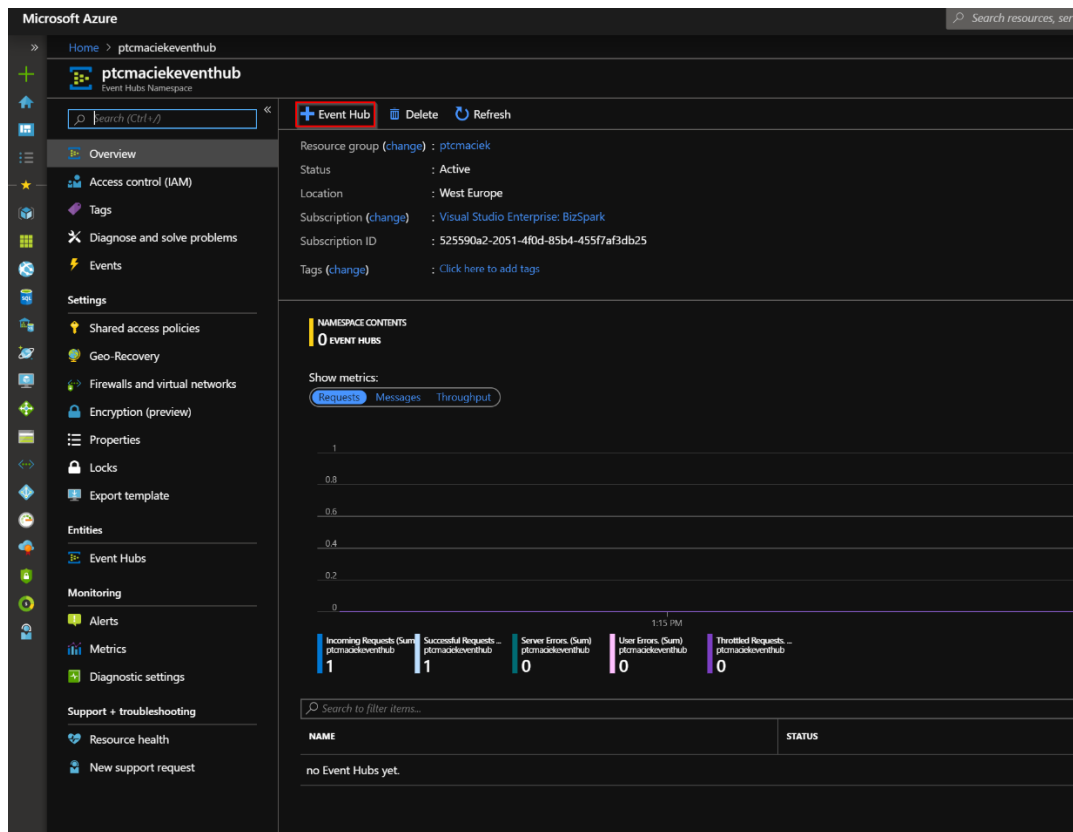 Microsoft Azure
Search resources, ser
Home > ptcmaciekeventhub
ptcmaciekeventhub
Event Hubs Namespace
Search (Ctrl+/)
Overview
Access control (IAM)
Tags
Diagnose and solve problems
Events
Settings
Shared access policies
Geo-Recovery
Firewalls and virtual networks
Encryption (preview)
Properties
Locks
Export template
Entities
Event Hubs
Monitoring
Alerts
Metrics
Diagnostic settings
Support + troubleshooting
Resource health
New support request
Event Hub Delete Refresh
Resource group (change) : ptcmaciek
Status : Active
Location : West Europe
Subscription (change) : Visual Studio Enterprise: BizSpark
Subscription ID : 525590a2-2051-4f0d-85b4-455f7af3db25
Tags (change) : Click here to add tags
NAMESPACE CONTENTS
0 EVENT HUBS
Show metrics:
Requests Messages Throughput
1
0.8
0.6
0.4
0.2
0
1:15 PM
Incoming Requests (Sum)
ptcmaciekeventhub
1
Successful Requests ...
ptcmaciekeventhub
1
Server Errors. (Sum)
ptcmaciekeventhub
0
User Errors. (Sum)
ptcmaciekeventhub
0
Throttled Requests. ...
ptcmaciekeventhub
0
Search to filter items...
NAME STATUS
no Event Hubs yet.